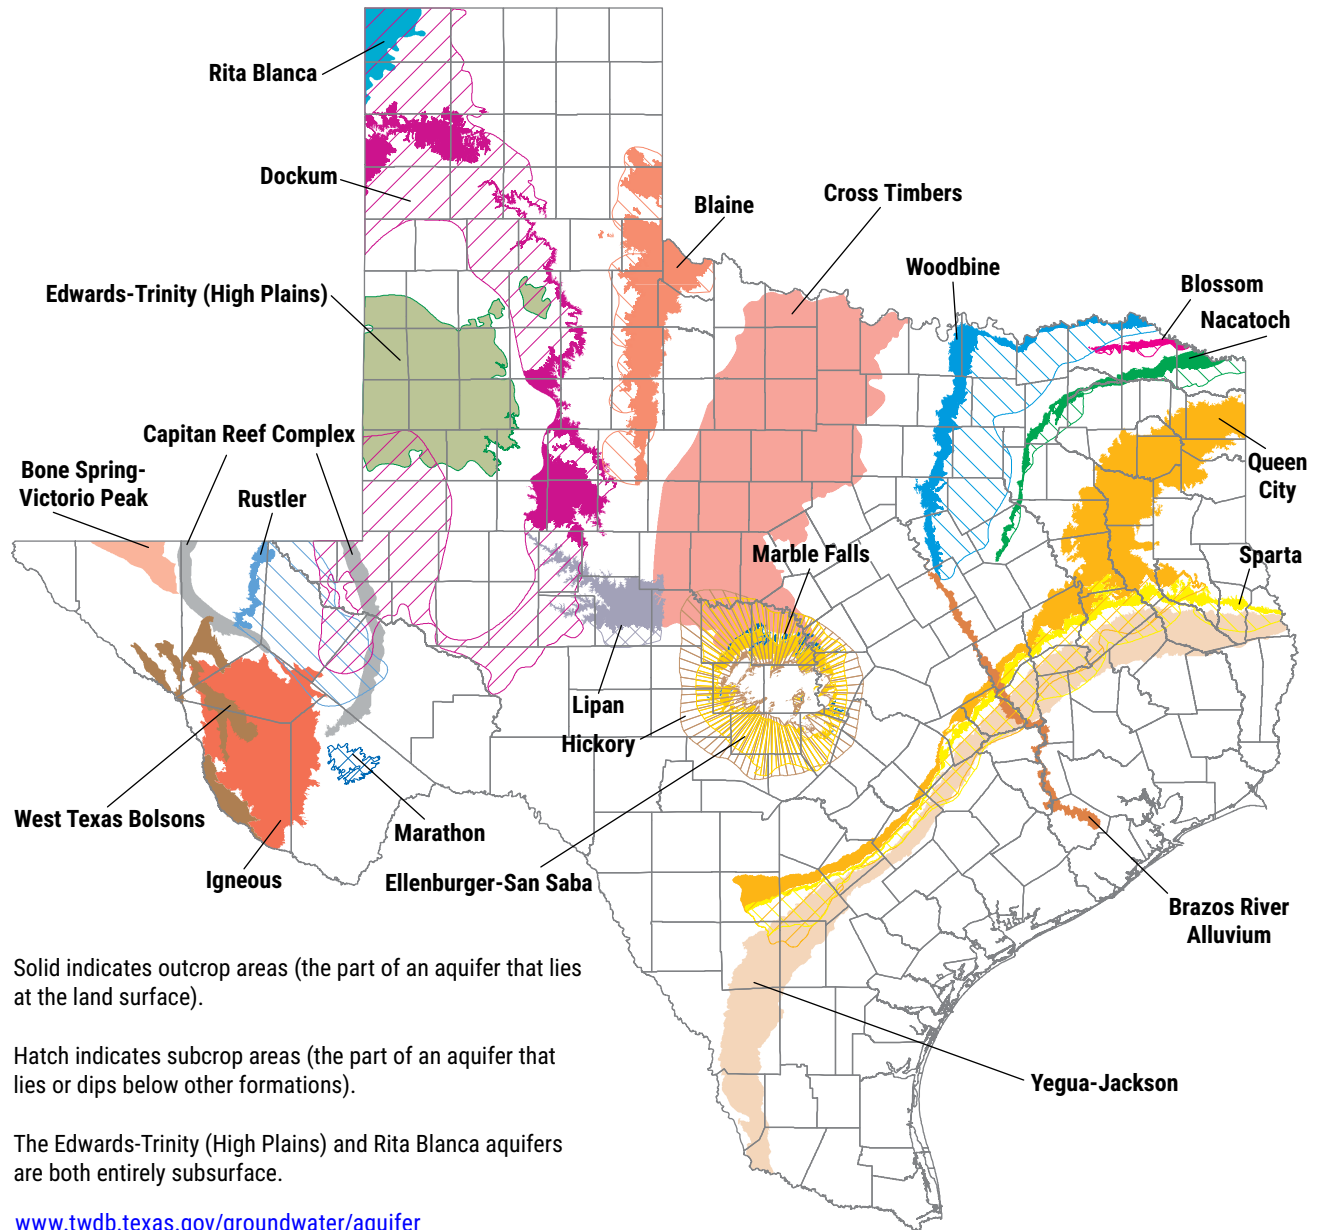 Rita Blanca
Dockum
Blaine
Cross Timbers
Woodbine
Blossom
Nacatoch
Edwards-Trinity (High Plains)
Capitan Reef Complex
Bone Spring-
Victorio Peak
Rustler
Queen
City
Marble Falls
Sparta
Lipan
Hickory
West Texas Bolsons
Marathon
Igneous
Ellenburger-San Saba
Brazos River
Alluvium
Yegua-Jackson
Solid indicates outcrop areas (the part of an aquifer that lies
at the land surface).
Hatch indicates subcrop areas (the part of an aquifer that
lies or dips below other formations).
The Edwards-Trinity (High Plains) and Rita Blanca aquifers
are both entirely subsurface.
www.twdb.texas.gov/groundwater/aquifer